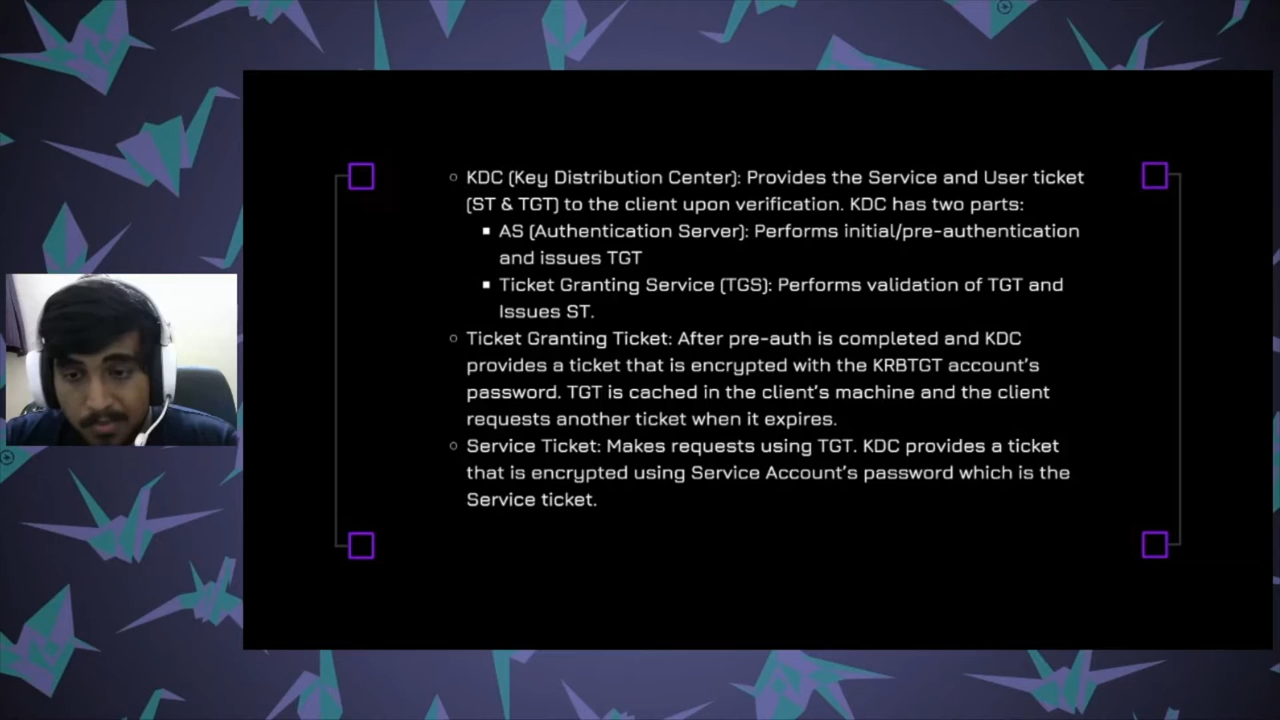 KDC (Key Distribution Center): Provides the Service and User ticket
(ST & TGT) to the client upon verification. KDC has two parts:
AS (Authentication Server): Performs initial/pre-authentication
and issues TGT
Ticket Granting Service (TGS): Performs validation of TGT and
Issues ST.
Ticket Granting Ticket: After pre-auth is completed and KDC
provides a ticket that is encrypted with the KRBTGT account's
password. TGT is cached in the client's machine and the client
requests another ticket when it expires.
Service Ticket: Makes requests using TGT. KDC provides a ticket
that is encrypted using Service Account's password which is the
Service ticket.